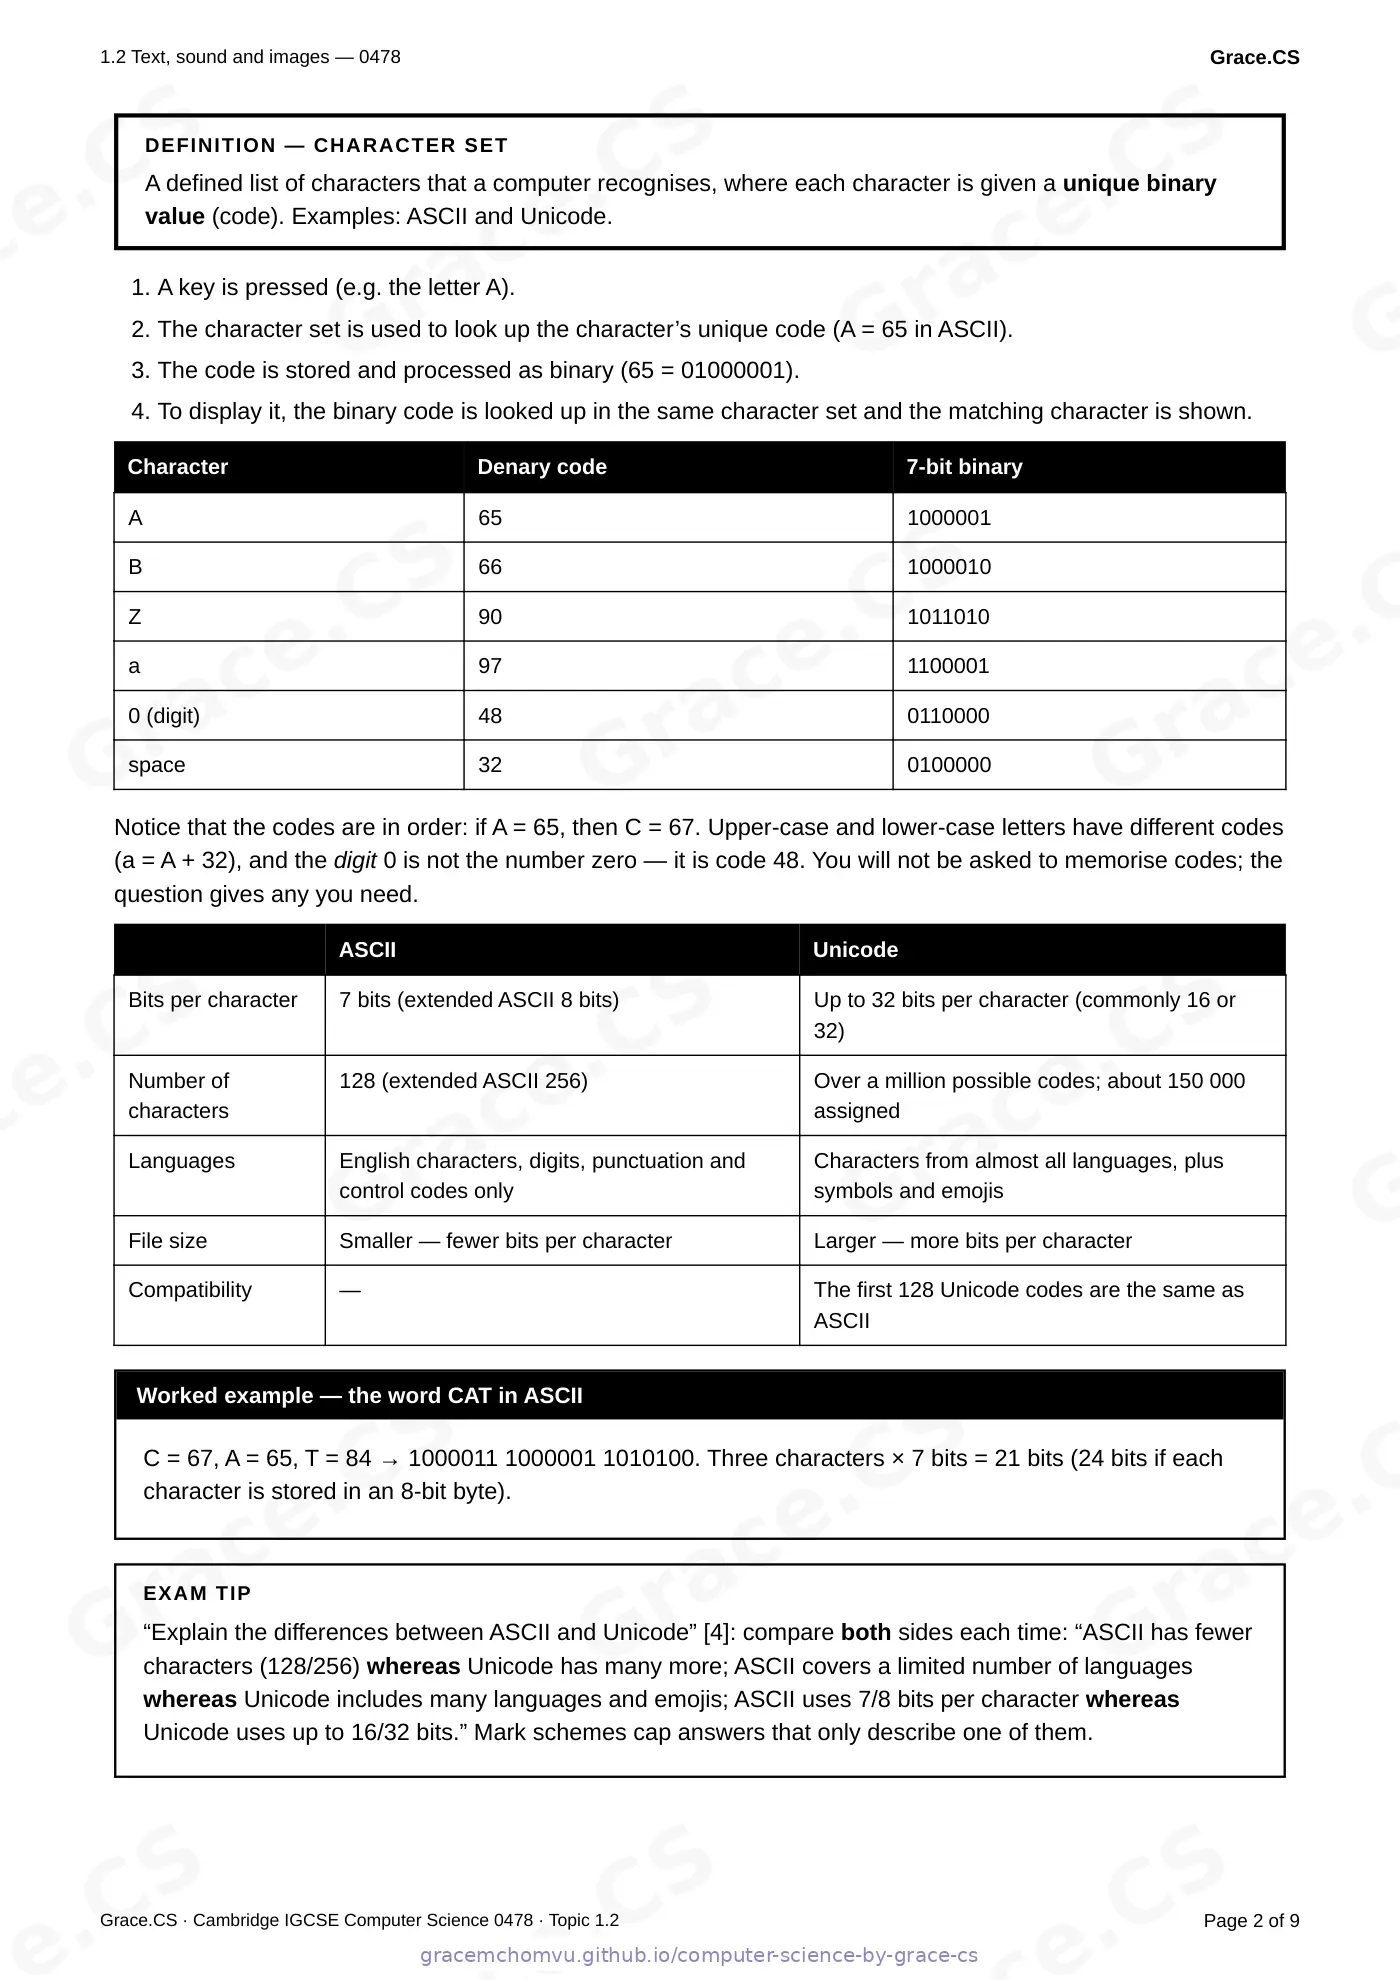 1.2 Text, sound and images — 0478
Grace.CS
DEFINITION — CHARACTER SET
A defined list of characters that a computer recognises, where each character is given a unique binary
value (code). Examples: ASCII and Unicode.
1. A key is pressed (e.g. the letter A).
2. The character set is used to look up the character’s unique code (A = 65 in ASCII).
3. The code is stored and processed as binary (65 = 01000001).
4. To display it, the binary code is looked up in the same character set and the matching character is shown.
Character Denary code 7-bit binary
A 65 1000001
B 66 1000010
Z 90 1011010
a 97 1100001
0 (digit) 48 0110000
space 32 0100000
Notice that the codes are in order: if A = 65, then C = 67. Upper-case and lower-case letters have different codes
(a = A + 32), and the digit 0 is not the number zero — it is code 48. You will not be asked to memorise codes; the
question gives any you need.
ASCII Unicode
Bits per character 7 bits (extended ASCII 8 bits) Up to 32 bits per character (commonly 16 or
32)
Number of 128 (extended ASCII 256) Over a million possible codes; about 150 000
characters assigned
Languages English characters, digits, punctuation and Characters from almost all languages, plus
control codes only symbols and emojis
File size Smaller — fewer bits per character Larger — more bits per character
Compatibility — The first 128 Unicode codes are the same as
ASCII
Worked example — the word CAT in ASCII
C = 67, A = 65, T = 84 → 1000011 1000001 1010100. Three characters × 7 bits = 21 bits (24 bits if each
character is stored in an 8-bit byte).
EXAM TIP
“Explain the differences between ASCII and Unicode” [4]: compare both sides each time: “ASCII has fewer
characters (128/256) whereas Unicode has many more; ASCII covers a limited number of languages
whereas Unicode includes many languages and emojis; ASCII uses 7/8 bits per character whereas
Unicode uses up to 16/32 bits.” Mark schemes cap answers that only describe one of them.
Grace.CS · Cambridge IGCSE Computer Science 0478 · Topic 1.2
Page 2 of 9
gracemchomvu.github.io/computer-science-by-grace-cs